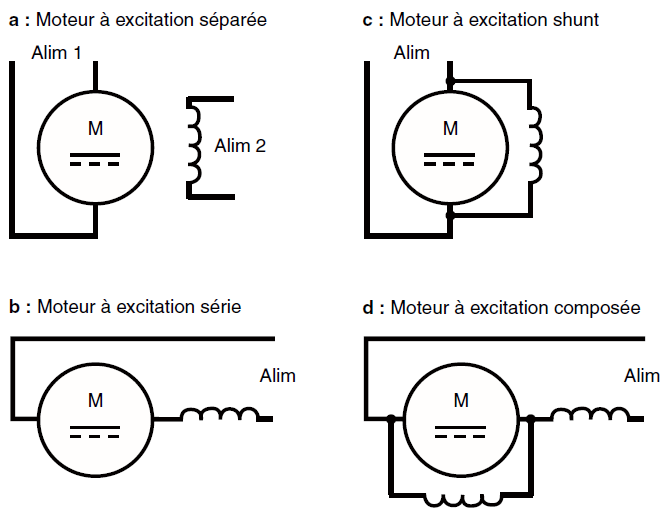 a : Moteur à excitation séparée
Alim 1
M
Alim 2
c : Moteur à excitation shunt
Alim
M
b : Moteur à excitation série
Alim
M
d : Moteur à excitation composée
Alim
M